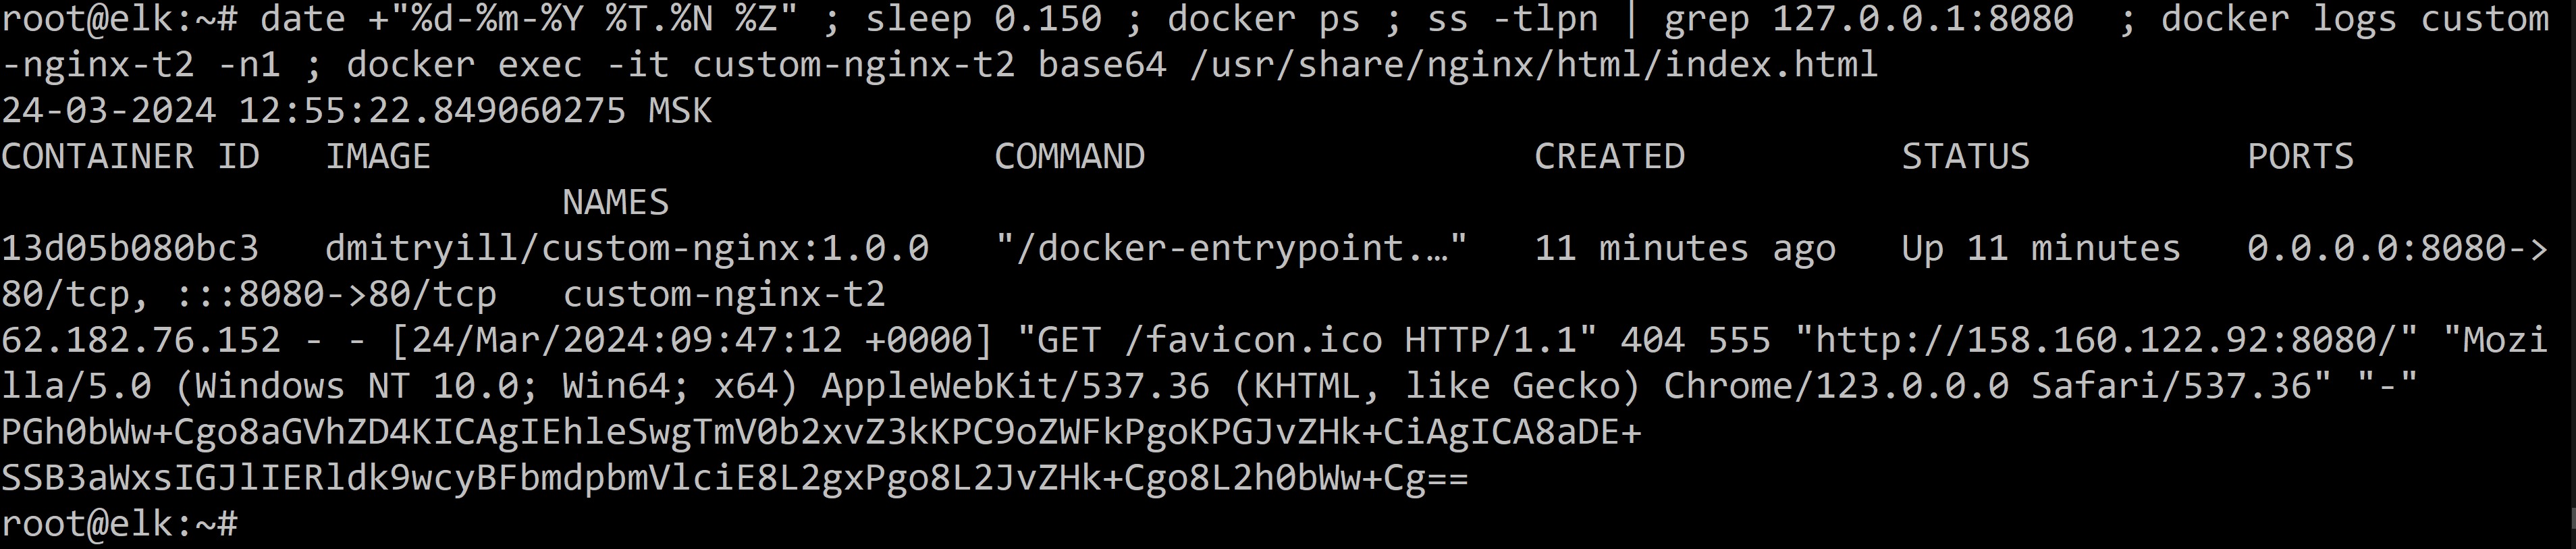 root@elk:~# date +"%d-%m-%Y %T.%N %Z" ; sleep 0.150 ; docker ps ; ss -tlpn | grep 127.0.0.1:8080  ; docker logs custom
-nginx-t2 -n1 ; docker exec -it custom-nginx-t2 base64 /usr/share/nginx/html/index.html
24-03-2024 12:55:22.849060275 MSK
CONTAINER ID   IMAGE                          COMMAND                  CREATED          STATUS          PORTS
                          NAMES
13d05b080bc3   dmitryill/custom-nginx:1.0.0   "/docker-entrypoint.…"   11 minutes ago   Up 11 minutes   0.0.0.0:8080->
80/tcp, :::8080->80/tcp   custom-nginx-t2
62.182.76.152 - - [24/Mar/2024:09:47:12 +0000] "GET /favicon.ico HTTP/1.1" 404 555 "http://158.160.122.92:8080/" "Mozi
lla/5.0 (Windows NT 10.0; Win64; x64) AppleWebKit/537.36 (KHTML, like Gecko) Chrome/123.0.0.0 Safari/537.36" "-"
PGh0bWw+Cgo8aGVhZD4KICAgIEhleSwgTmV0b2xvZ3kKPC9oZWFkPgoKPGJvZHk+CiAgICA8aDE+
SSB3aWxsIGJlIERldk9wcyBFbmdpbmVlciE8L2gxPgo8L2JvZHk+Cgo8L2h0bWw+Cg==
root@elk:~#